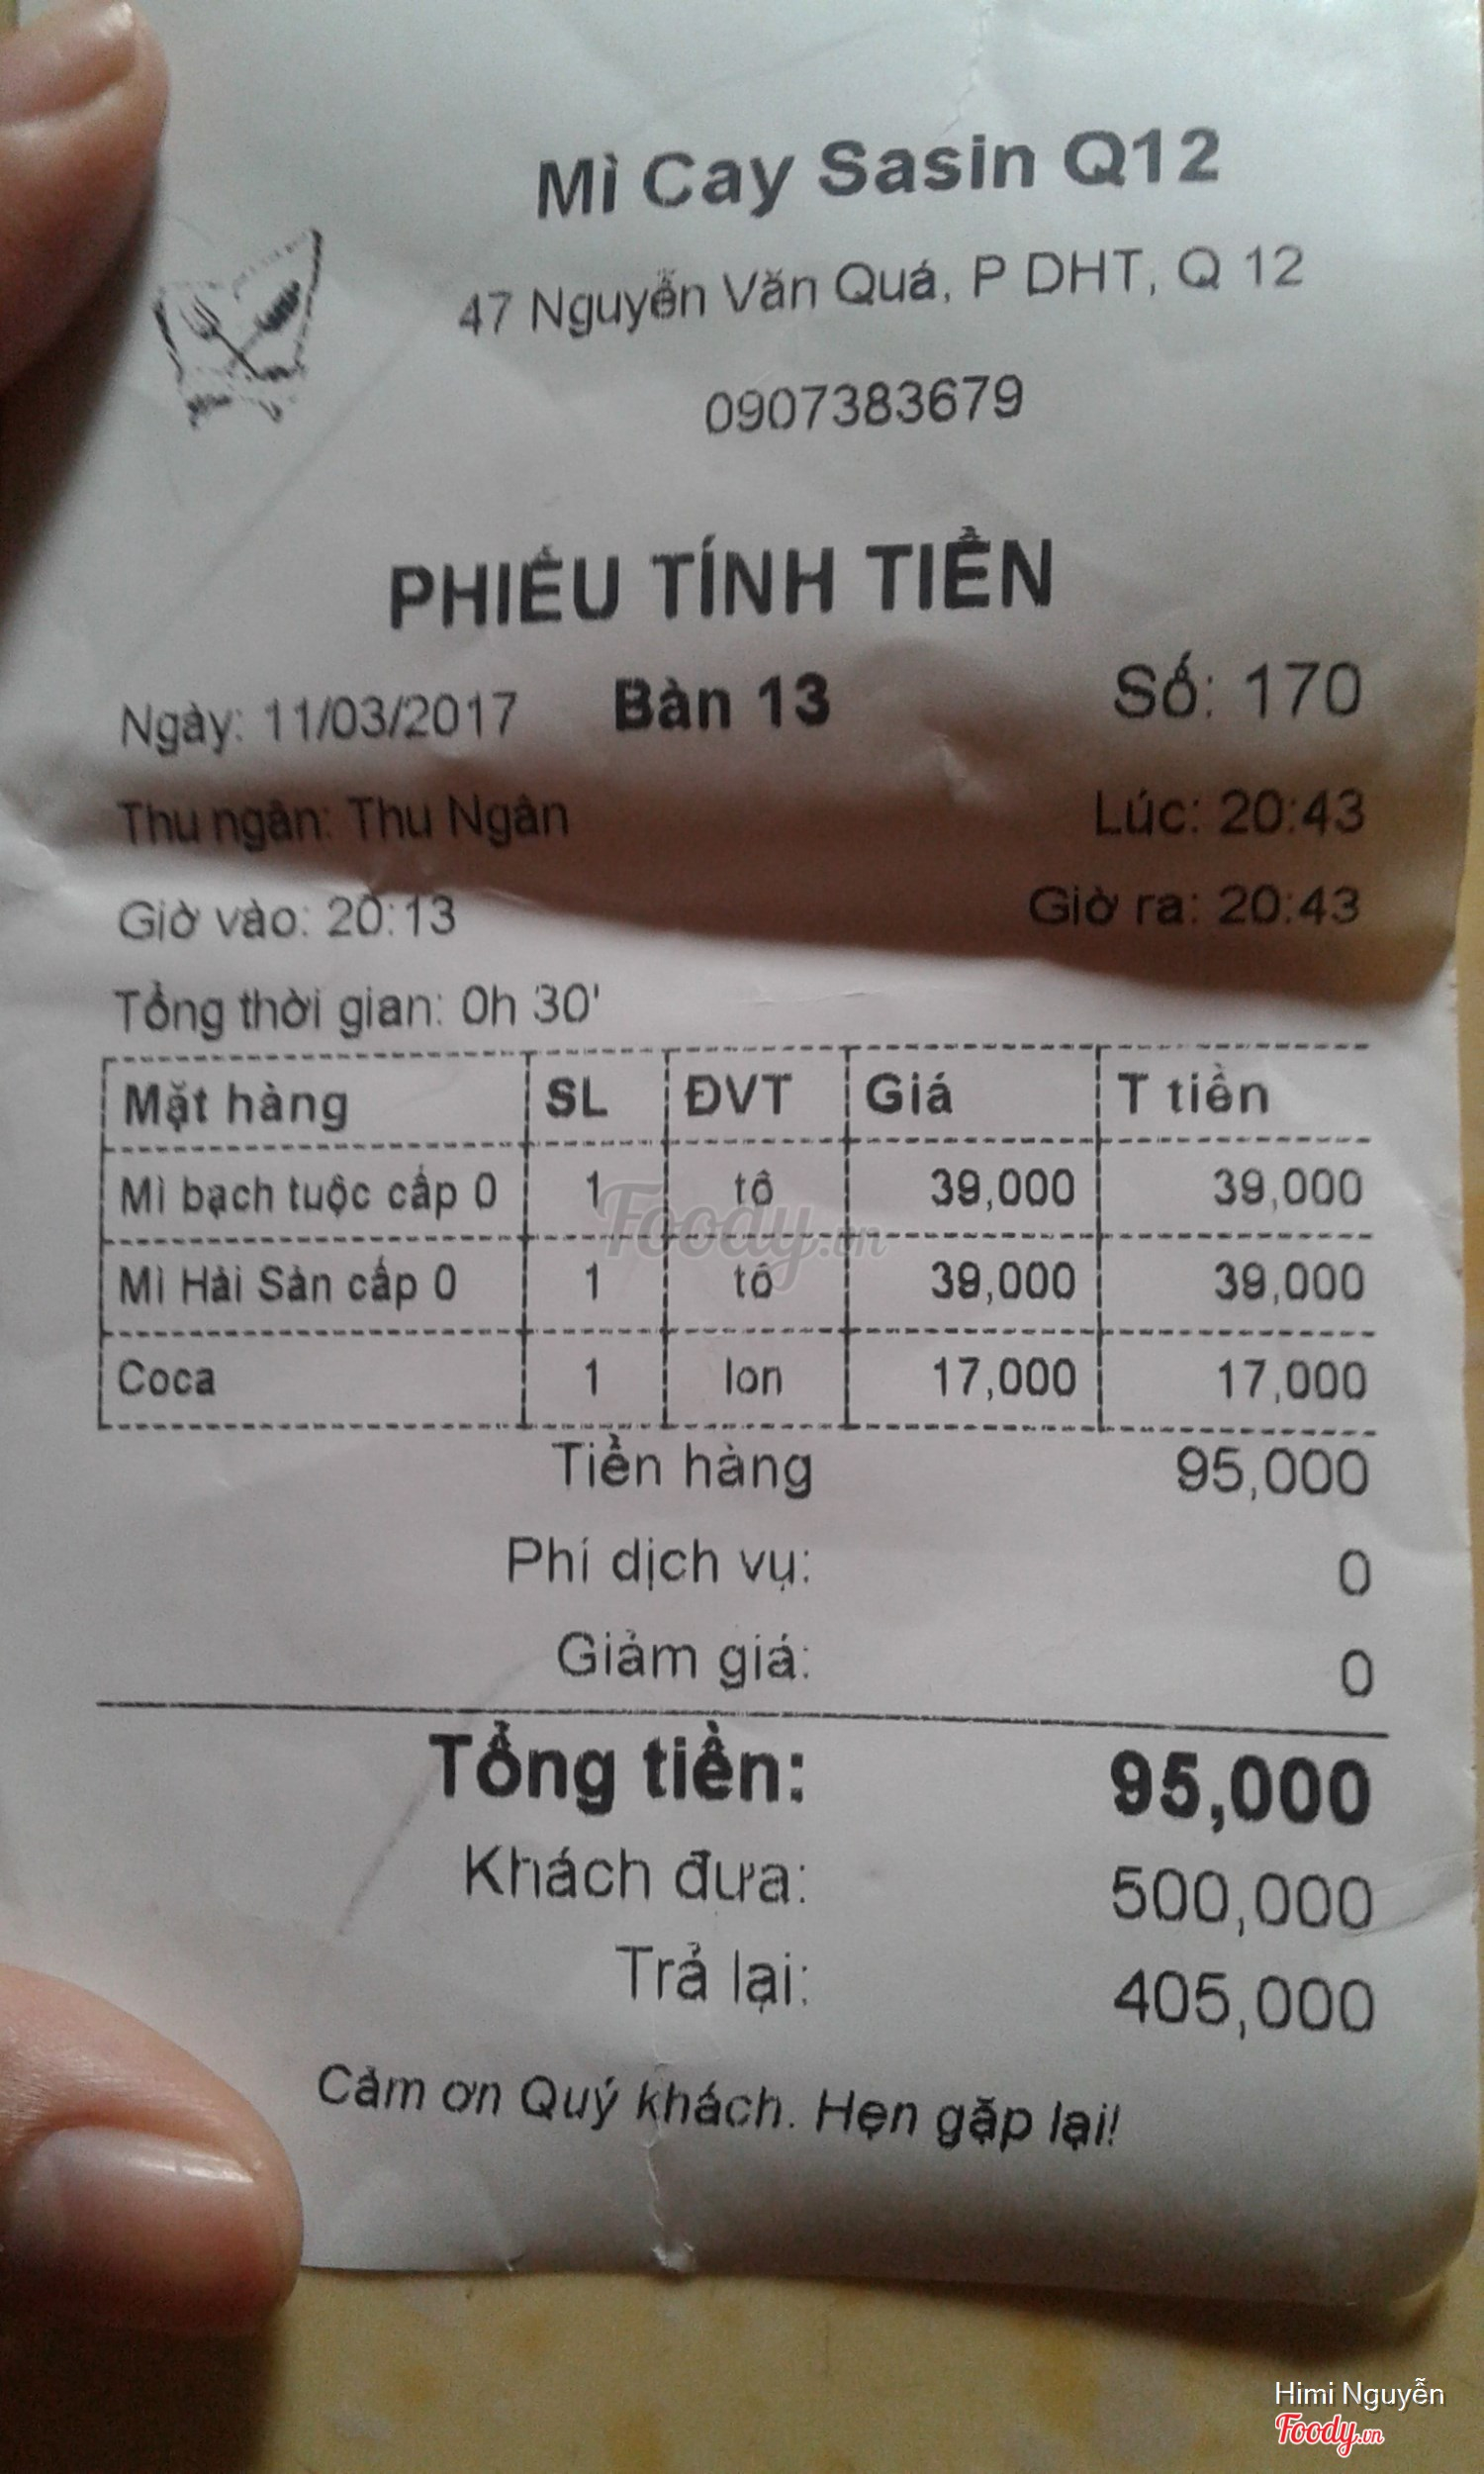 Mì Cay Sasin Q12
47 Nguyễn Văn Quá, P DHT, Q 12
0907383679
PHIẾU TÍNH TIỀN
Ngày: 11/03/2017 Bàn 13 Số: 170
Thu ngân: Thu Ngân Lúc: 20:43
Giờ vào: 20:13 Giờ ra: 20:43
Tổng thời gian: 0h 30'
Mặt hàng SL ĐVT Giá T tiền
Mì bạch tuộc cấp 0 1 tô 39,000 39,000
Mì Hải Sản cấp 0 1 tô 39,000 39,000
Coca 1 lon 17,000 17,000
Foody.vn
Tiền hàng 95,000
Phí dịch vụ: 0
Giảm giá: 0
Tổng tiền: 95,000
Khách đưa: 500,000
Trả lại: 405,000
Cảm ơn Quý khách. Hẹn gặp lại!
Himi Nguyễn
Foody.vn